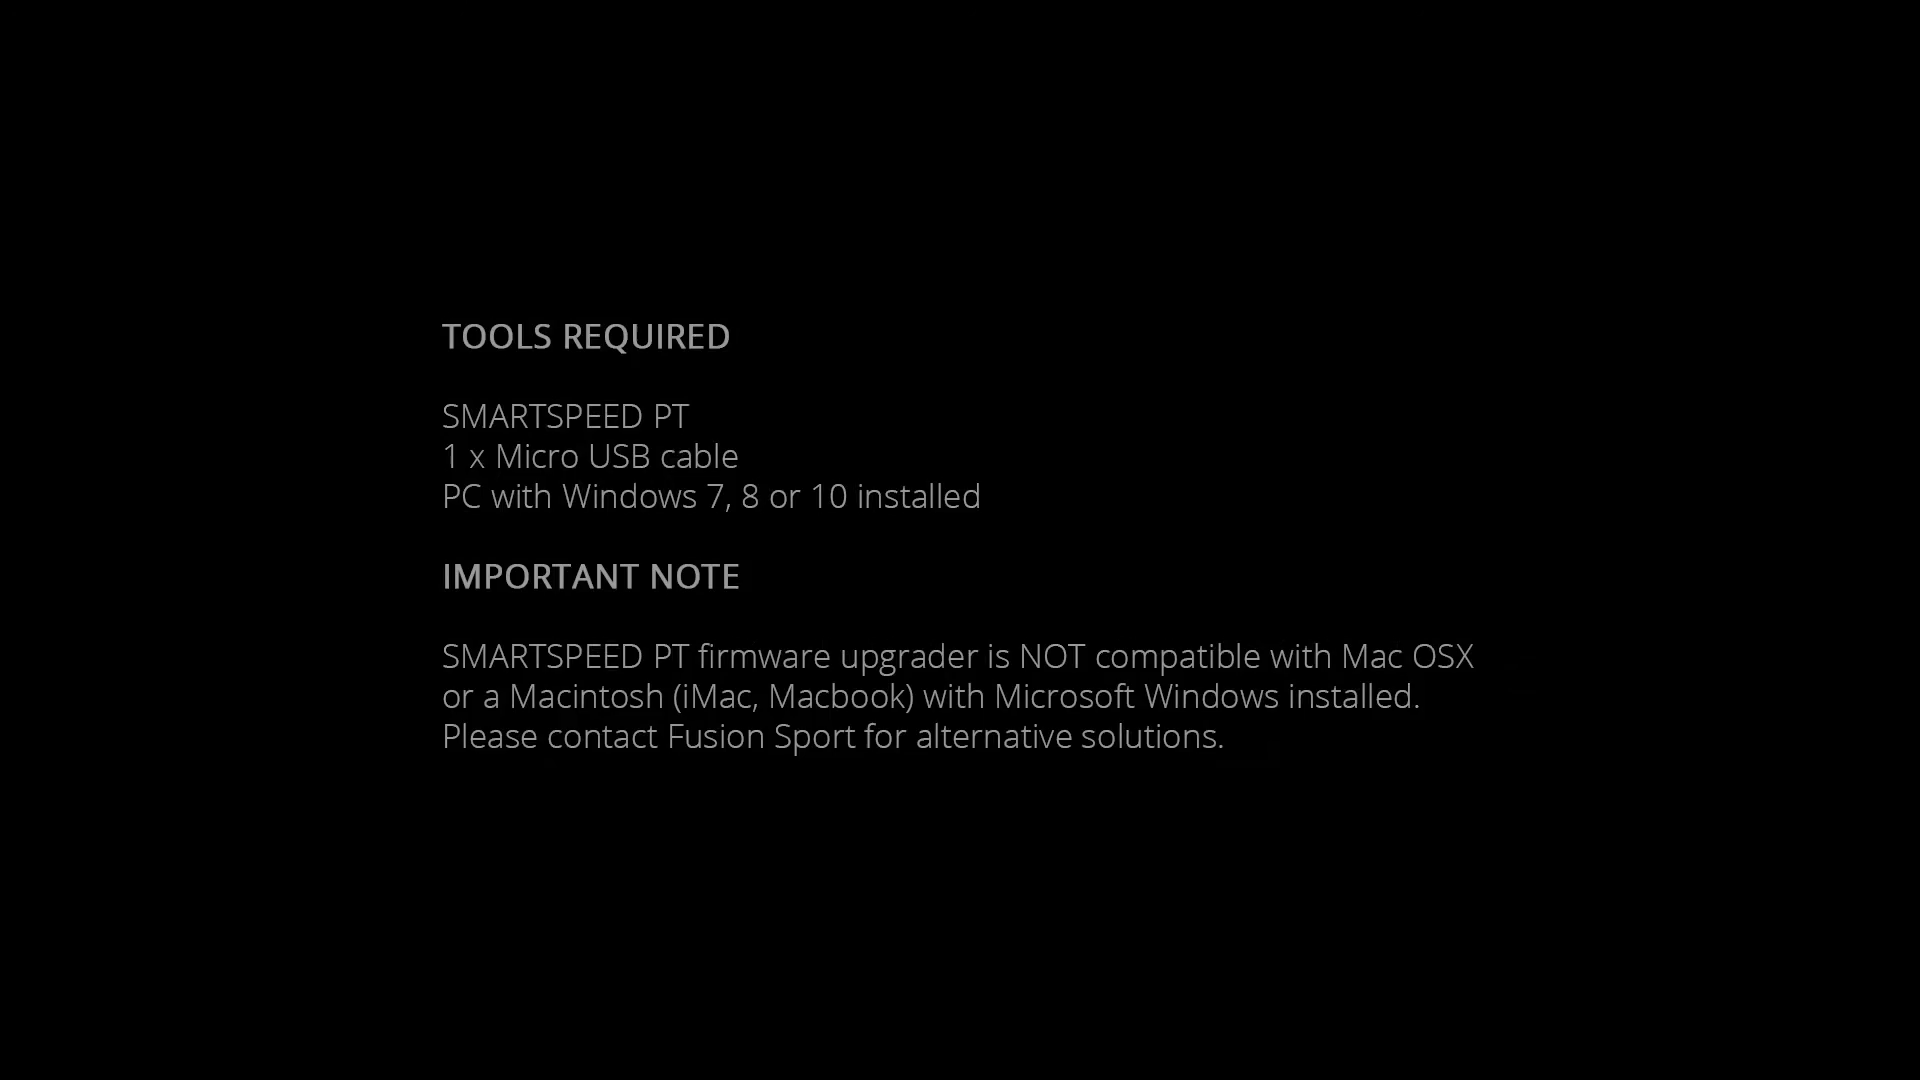 TOOLS REQUIRED
SMARTSPEED PT
1 x Micro USB cable
PC with Windows 7, 8 or 10 installed
IMPORTANT NOTE
SMARTSPEED PT firmware upgrader is NOT compatible with Mac OSX
or a Macintosh (iMac, Macbook) with Microsoft Windows installed.
Please contact Fusion Sport for alternative solutions.